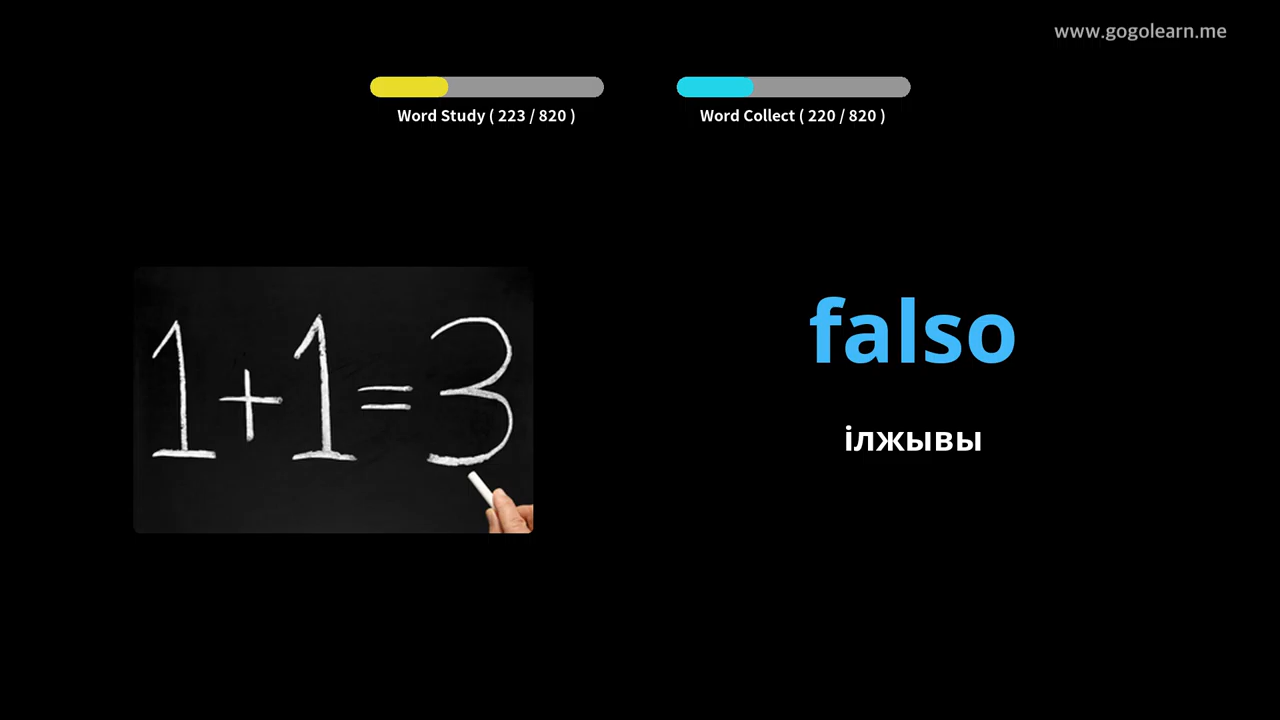 www.gogolearn.me
Word Study ( 223 / 820 )
Word Collect ( 220 / 820 )
1+1=3
falso
ілжывы